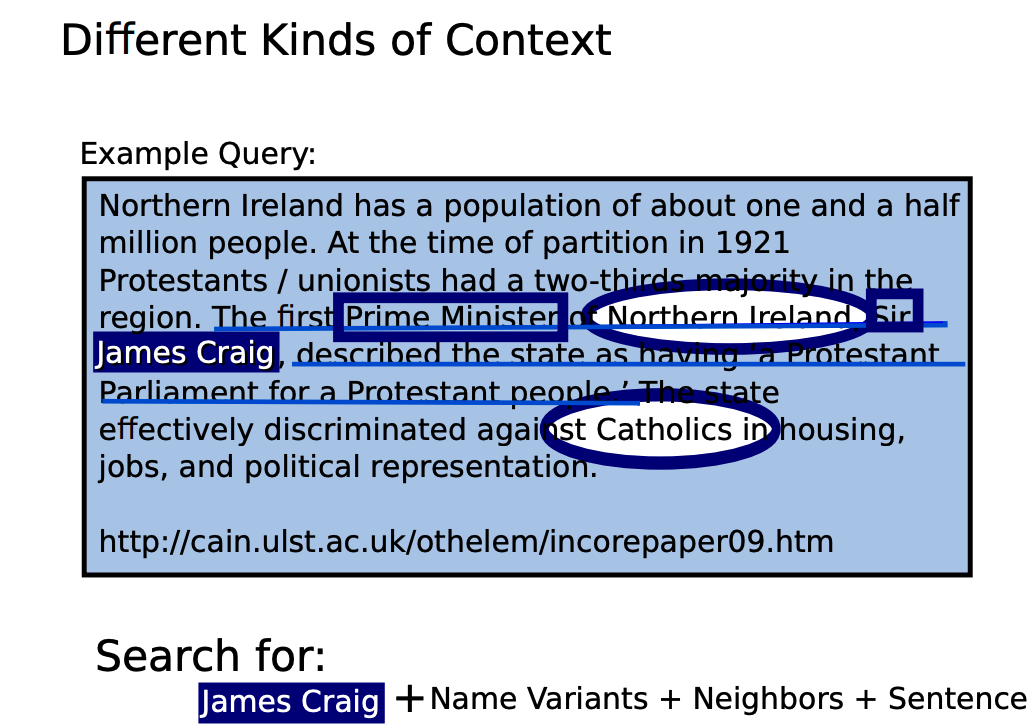 Different Kinds of Context
Example Query:
Northern Ireland has a population of about one and a half
million people. At the time of partition in 1921
Protestants / unionists had a two-thirds majority in the
region. The first Prime Minister of Northern Ireland, Sir
James Craig, described the state as having ‘a Protestant
Parliament for a Protestant people.’ The state
effectively discriminated against Catholics in housing,
jobs, and political representation.
http://cain.ulst.ac.uk/othelem/incorepaper09.htm
Search for:
James Craig + Name Variants + Neighbors + Sentence